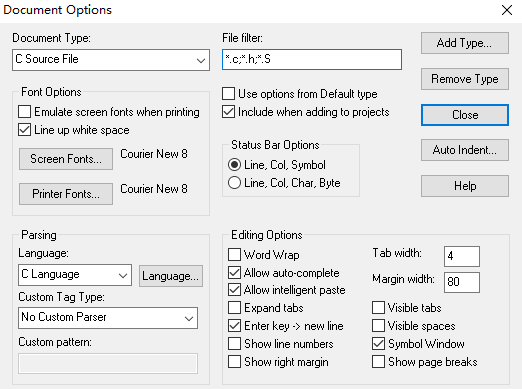 Document Options
Document Type:
C Source File
File filter:
*.c;*.h;*.S
Add Type...
Remove Type
Close
Auto Indent...
Help
Font Options
Emulate screen fonts when printing
Line up white space
Screen Fonts...
Courier New 8
Printer Fonts...
Courier New 8
Use options from Default type
Include when adding to projects
Status Bar Options
Line, Col, Symbol
Line, Col, Char, Byte
Parsing
Language:
C Language
Language...
Custom Tag Type:
No Custom Parser
Custom pattern:
Editing Options
Word Wrap
Allow auto-complete
Allow intelligent paste
Expand tabs
Enter key -> new line
Show line numbers
Show right margin
Tab width:
4
Margin width:
80
Visible tabs
Visible spaces
Symbol Window
Show page breaks